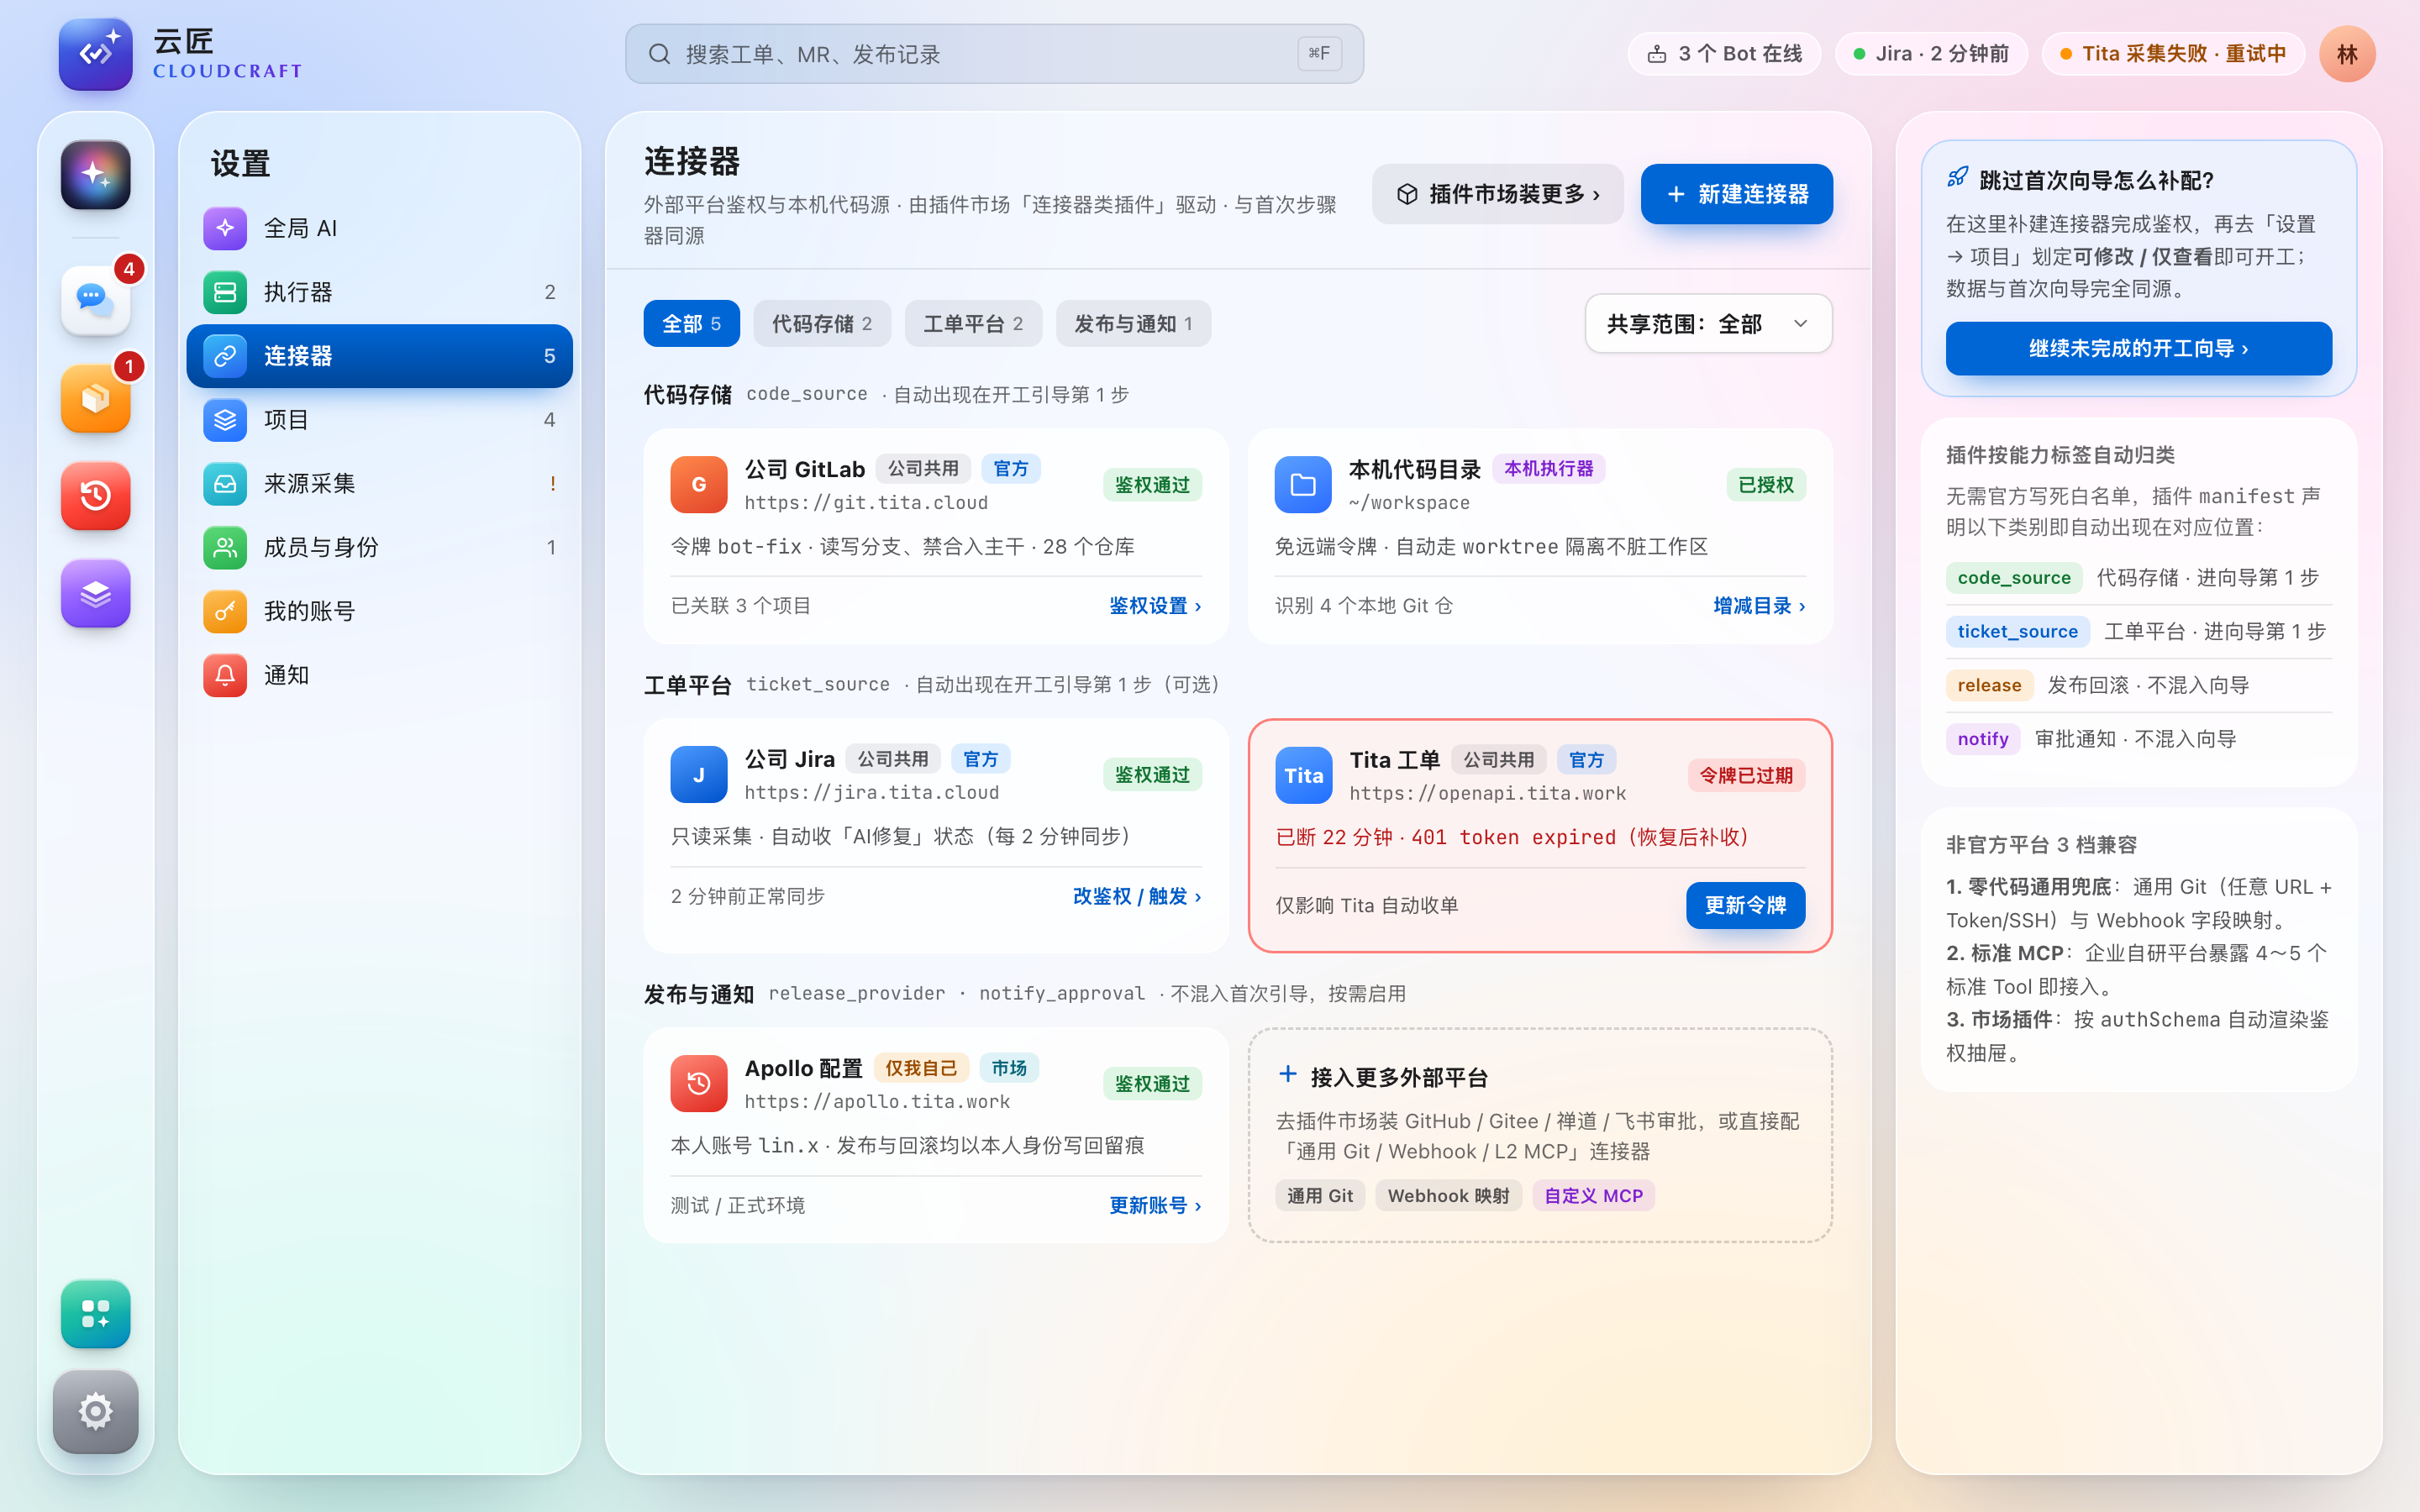 云匠
CLOUDCRAFT
搜索工单、MR、发布记录
⌘F
3 个 Bot 在线
Jira · 2 分钟前
Tita 采集失败 · 重试中
林
4
1
设置
全局 AI
执行器 2
连接器 5
项目 4
来源采集 !
成员与身份 1
我的账号
通知
连接器
外部平台鉴权与本机代码源 · 由插件市场「连接器类插件」驱动 · 与首次步骤
器同源
插件市场装更多 ›
+ 新建连接器
全部 5
代码存储 2
工单平台 2
发布与通知 1
共享范围：全部
代码存储 code_source · 自动出现在开工引导第 1 步
G
公司 GitLab 公司共用 官方
https://git.tita.cloud
鉴权通过
令牌 bot-fix · 读写分支、禁合入主干 · 28 个仓库
已关联 3 个项目
鉴权设置 ›
本机代码目录 本机执行器
~/workspace
已授权
免远端令牌 · 自动走 worktree 隔离不脏工作区
识别 4 个本地 Git 仓
增减目录 ›
工单平台 ticket_source · 自动出现在开工引导第 1 步（可选）
J
公司 Jira 公司共用 官方
https://jira.tita.cloud
鉴权通过
只读采集 · 自动收「AI修复」状态（每 2 分钟同步）
2 分钟前正常同步
改鉴权 / 触发 ›
Tita
Tita 工单 公司共用 官方
https://openapi.tita.work
令牌已过期
已断 22 分钟 · 401 token expired（恢复后补收）
仅影响 Tita 自动收单
更新令牌
发布与通知 release_provider · notify_approval · 不混入首次引导，按需启用
Apollo 配置 仅我自己 市场
https://apollo.tita.work
鉴权通过
本人账号 lin.x · 发布与回滚均以本人身份写回留痕
测试 / 正式环境
更新账号 ›
+ 接入更多外部平台
去插件市场装 GitHub / Gitee / 禅道 / 飞书审批，或直接配
「通用 Git / Webhook / L2 MCP」连接器
通用 Git
Webhook 映射
自定义 MCP
跳过首次向导怎么补配?
在这里补建连接器完成鉴权，再去「设置
→ 项目」划定可修改 / 仅查看即可开工；
数据与首次向导完全同源。
继续未完成的开工向导 ›
插件按能力标签自动归类
无需官方写死白名单，插件 manifest 声
明以下类别即自动出现在对应位置：
code_source 代码存储 · 进向导第 1 步
ticket_source 工单平台 · 进向导第 1 步
release 发布回滚 · 不混入向导
notify 审批通知 · 不混入向导
非官方平台 3 档兼容
1. 零代码通用兜底：通用 Git（任意 URL +
Token/SSH）与 Webhook 字段映射。
2. 标准 MCP：企业自研平台暴露 4～5 个
标准 Tool 即接入。
3. 市场插件：按 authSchema 自动渲染鉴
权抽屉。